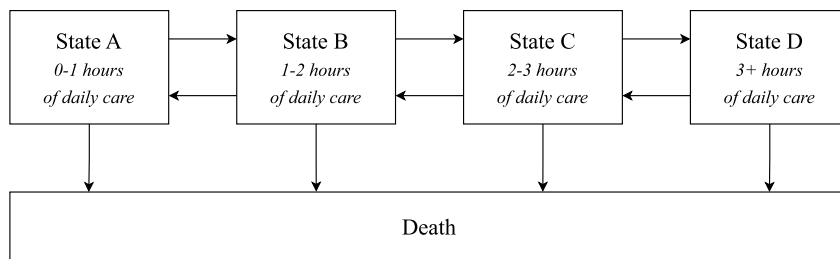 State A
0-1 hours
of daily care
State B
1-2 hours
of daily care
State C
2-3 hours
of daily care
State D
3+ hours
of daily care
Death